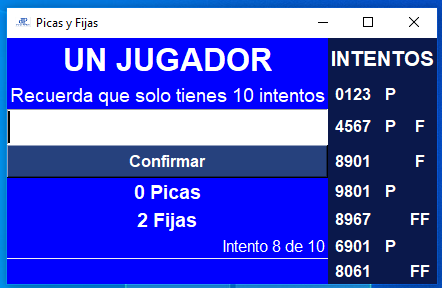 Picas y Fijas
UN JUGADOR
Recuerda que solo tienes 10 intentos
Confirmar
0 Picas
2 Fijas
Intento 8 de 10
INTENTOS
0123 P
4567 P F
8901 F
9801 P
8967 FF
6901 P
8061 FF